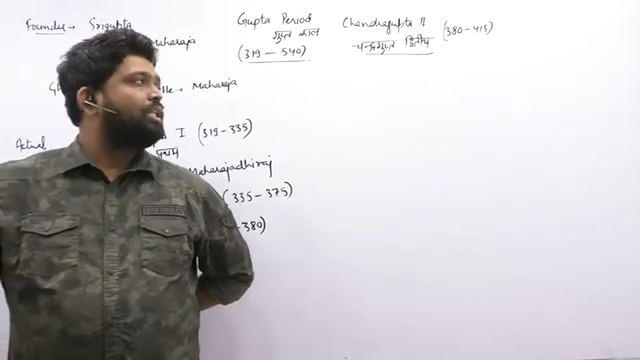 Founder → Srigupta
Maharaja
→ Maharaja
Actual
I (319-335)
प्रथम
Maharajadhiraj
(335-375)
-380)
Gupta Period
गुप्त काल
(319-540)
Chandragupta II
चन्द्रगुप्त द्वितीय (380-415)